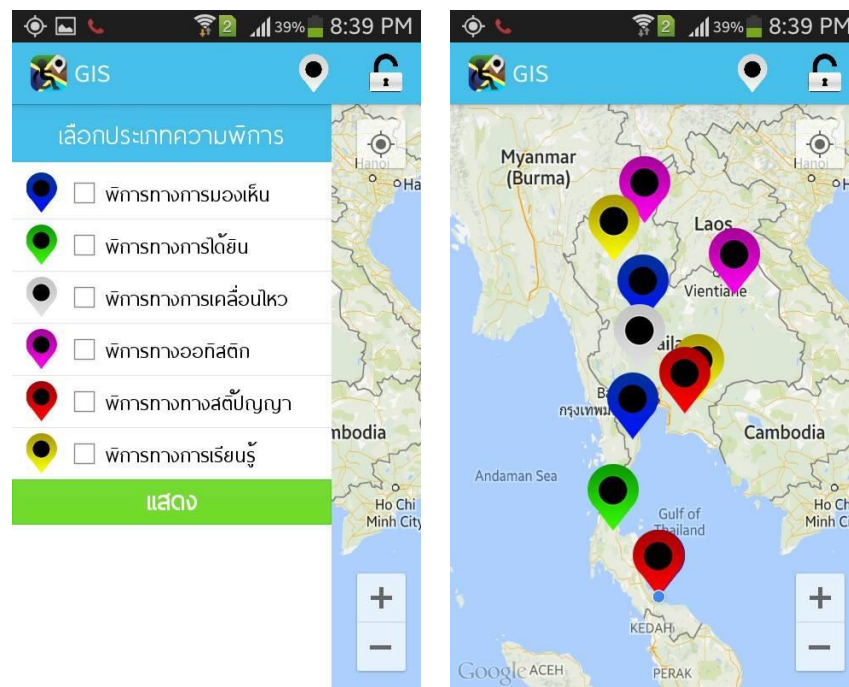 2 39% 8:39 PM
GIS
เลือกประเภทความพิการ
Hanoi
พิการทางการมองเห็น
พิการทางการได้ยิน
พิการทางการเคลื่อนไหว
พิการทางออทิสติก
พิการทางทางสติปัญญา
พิการทางการเรียนรู้
แสดง
mbodia
Ho Chi
Minh City
+
−
2 39% 8:39 PM
GIS
Myanmar
(Burma)
Hanoi
Laos
Vientiane
aila
กรุงเทพม
Cambodia
Andaman Sea
Gulf of
Thailand
Ho C
Minh Ci
+
−
KEDAH
Google ACEH
PERAK